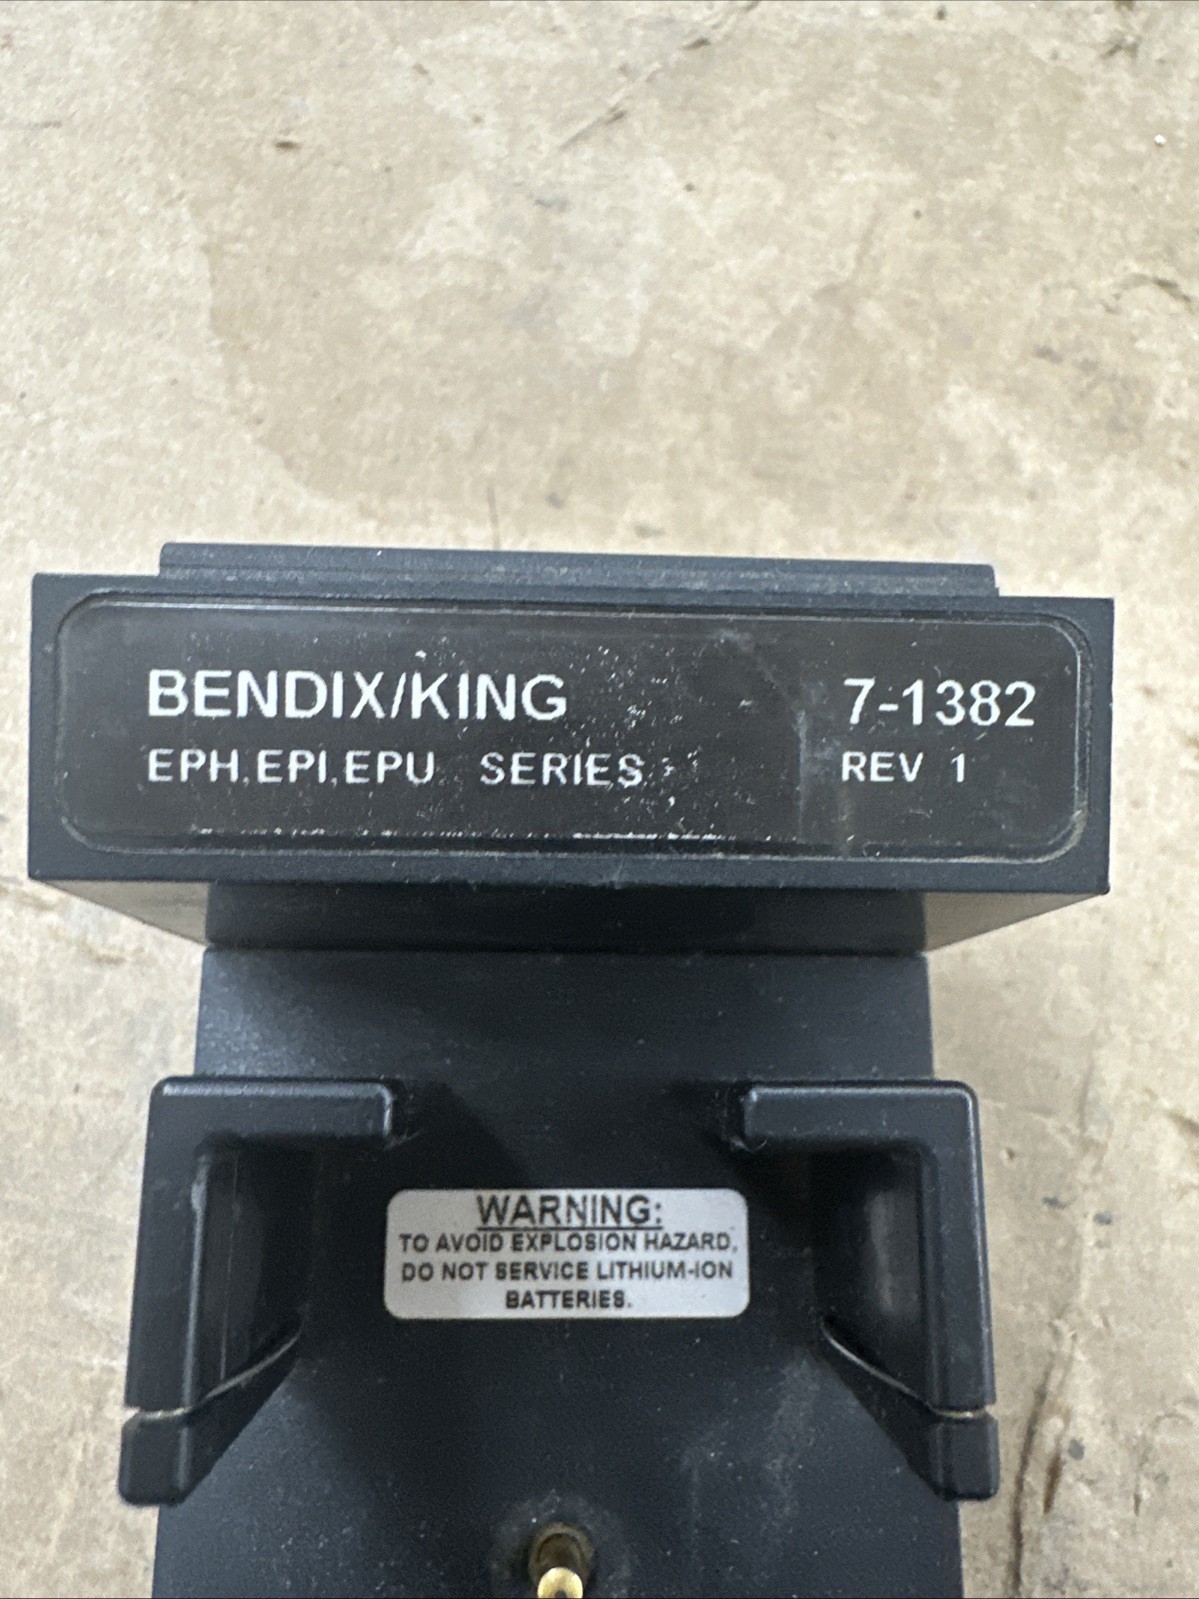 BENDIX/KING 7-1382
EPH, EPI, EPU SERIES REV 1
WARNING:
TO AVOID EXPLOSION HAZARD,
DO NOT SERVICE LITHIUM-ION
BATTERIES.